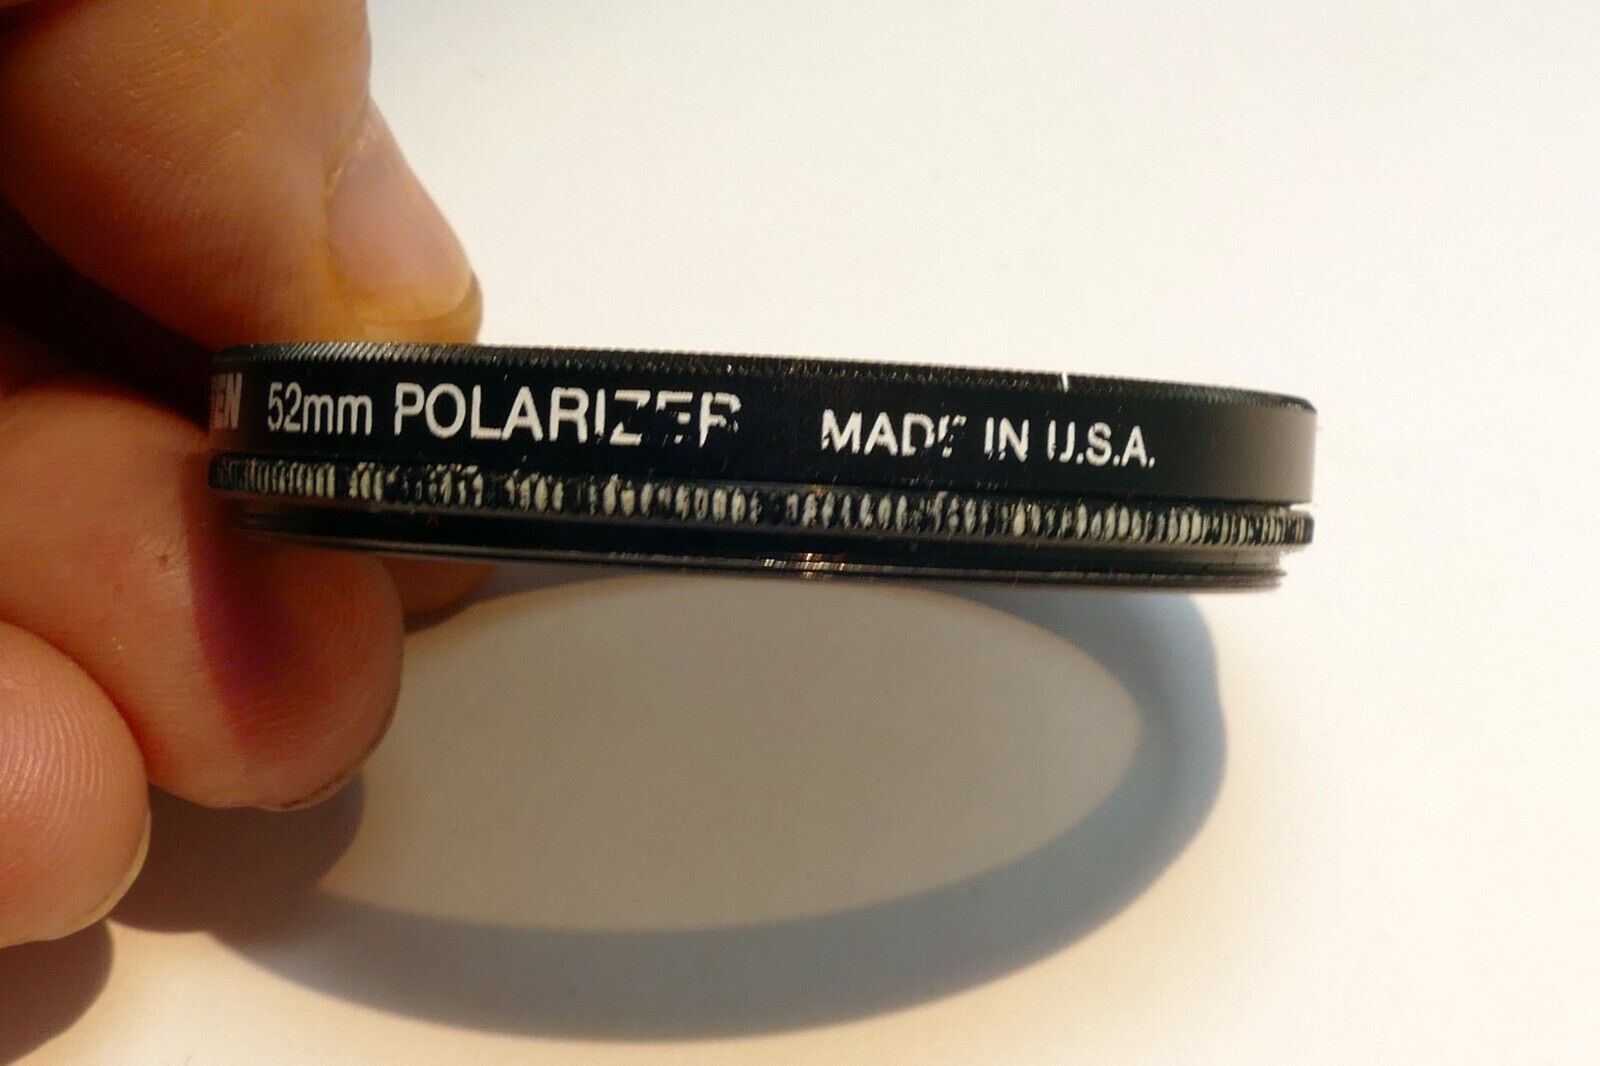 52mm POLARIZER MADE IN U.S.A.